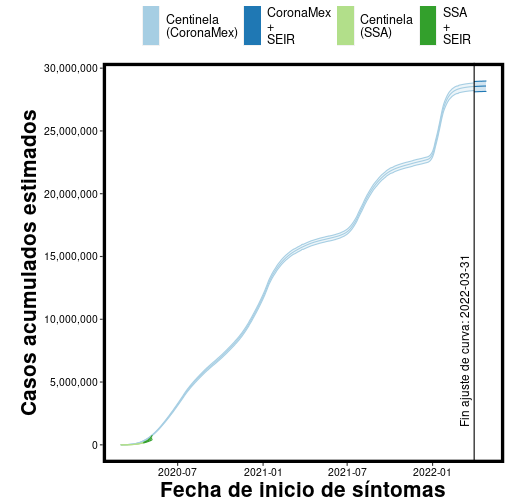 Centinela
(CoronaMex)
CoronaMex
+
SEIR
Centinela
(SSA)
SSA
+
SEIR
Casos acumulados estimados
30,000,000
25,000,000
20,000,000
15,000,000
10,000,000
5,000,000
0
Fin ajuste de curva: 2022-03-31
2020-07
2021-01
2021-07
2022-01
Fecha de inicio de síntomas